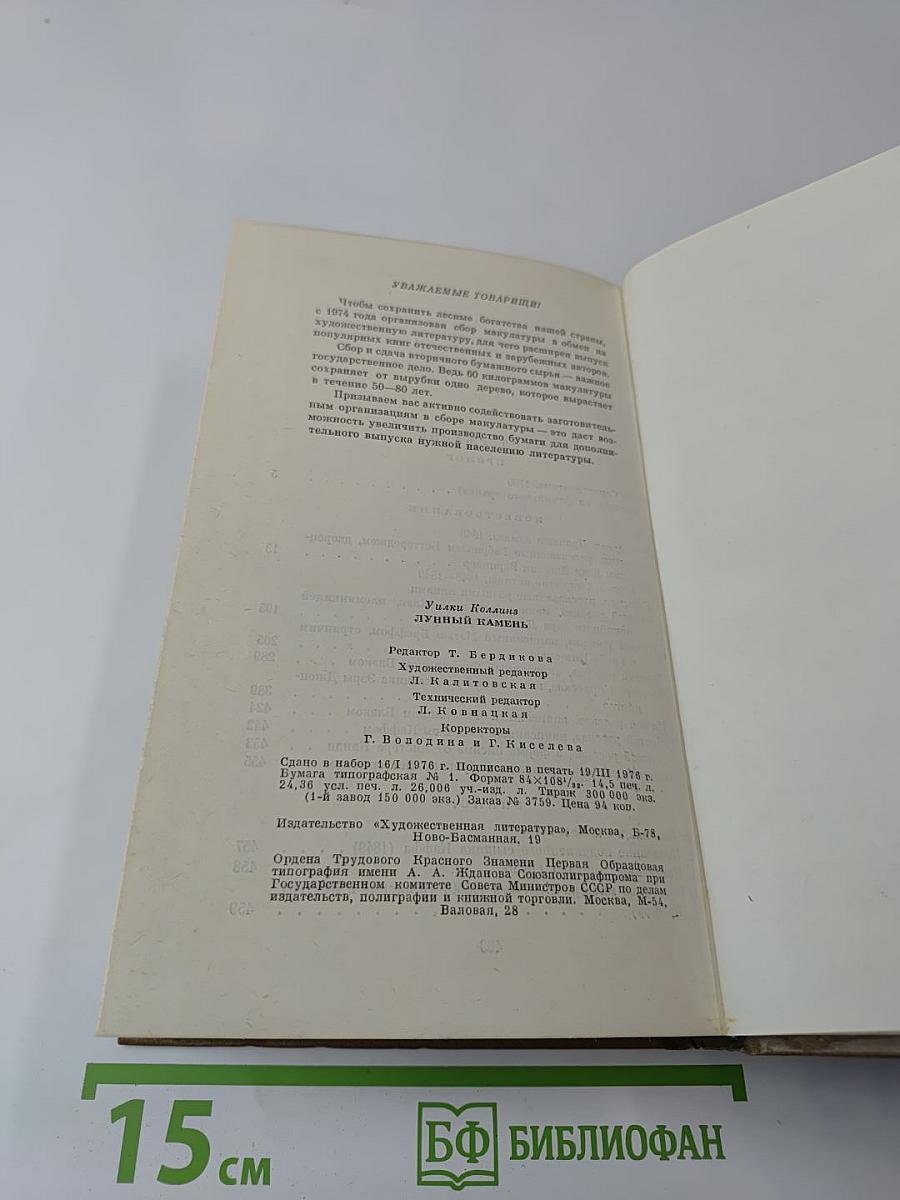 УВАЖАЕМЫЕ ТОВАРИЩИ!
Чтобы сохранить лесные богатства нашей страны,
с 1974 года организован сбор макулатуры в обмен на
художественную литературу, для чего расширен выпуск
популярных книг отечественных и зарубежных авторов.
Сбор и сдача вторичного бумажного сырья — важное
государственное дело. Ведь 60 килограммов макулатуры
сохраняет от вырубки одно дерево, которое вырастает
в течение 50—80 лет.
Призываем вас активно содействовать заготовитель-
ным организациям в сборе макулатуры — это даст воз-
можность увеличить производство бумаги для дополни-
тельного выпуска нужной населению литературы.
Уилки Коллинз
ЛУННЫЙ КАМЕНЬ
Редактор Т. Бердикова
Художественный редактор
Л. Калитовская
Технический редактор
Л. Ковнацкая
Корректоры
Г. Володина и Г. Киселева
Сдано в набор 16/I 1976 г. Подписано в печать 19/III 1976 г.
Бумага типографская № 1. Формат 84×108¹/₃₂. 14,5 печ. л.
24,36 усл. печ. л. 26,006 уч.-изд. л. Тираж 300 000 экз.
(1-й завод 150 000 экз.) Заказ № 3759. Цена 94 коп.
Издательство «Художественная литература», Москва, Б-78,
Ново-Басманная, 19
Ордена Трудового Красного Знамени Первая Образцовая
типография имени А. А. Жданова Союзполиграфпрома при
Государственном комитете Совета Министров СССР по делам
издательств, полиграфии и книжной торговли. Москва, М-54,
Валовая, 28
15 см
БФ БИБЛИОФАН